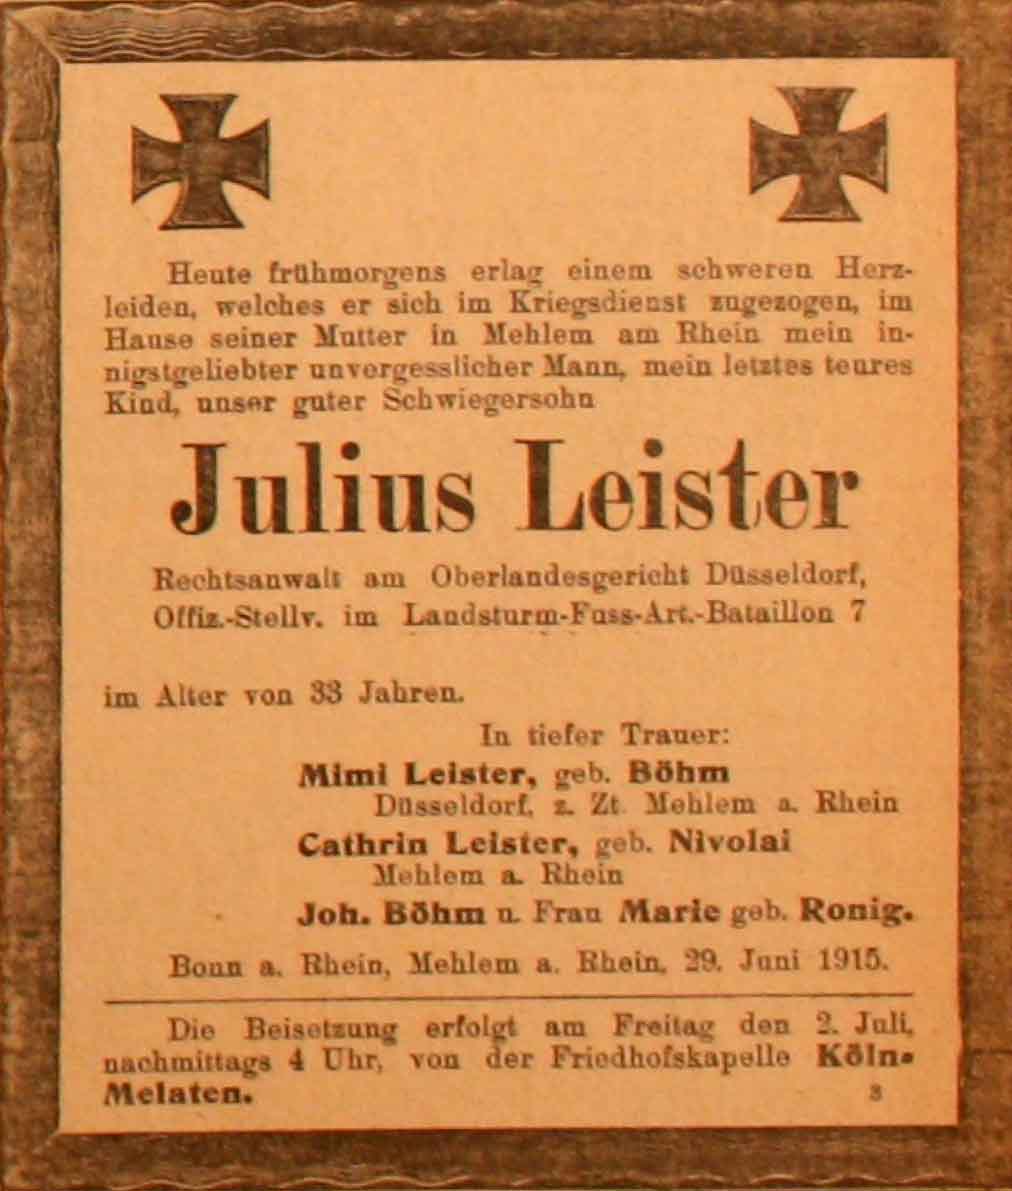 Heute frühmorgens erlag einem schweren Herz-
leiden, welches er sich im Kriegsdienst zugezogen, im
Hause seiner Mutter in Mehlem am Rhein mein in-
nigstgeliebter unvergesslicher Mann, mein letztes teures
Kind, unser guter Schwiegersohn
Julius Leister
Rechtsanwalt am Oberlandesgericht Düsseldorf,
Offiz.-Stellv. im Landsturm-Fuss-Art.-Bataillon 7
im Alter von 33 Jahren.
In tiefer Trauer:
Mimi Leister, geb. Böhm
Düsseldorf, z. Zt. Mehlem a. Rhein
Cathrin Leister, geb. Nivolai
Mehlem a. Rhein
Joh. Böhm u. Frau Marie geb. Ronig.
Bonn a. Rhein, Mehlem a. Rhein, 29. Juni 1915.
Die Beisetzung erfolgt am Freitag den 2. Juli,
nachmittags 4 Uhr, von der Friedhofskapelle Köln-
Melaten.
3